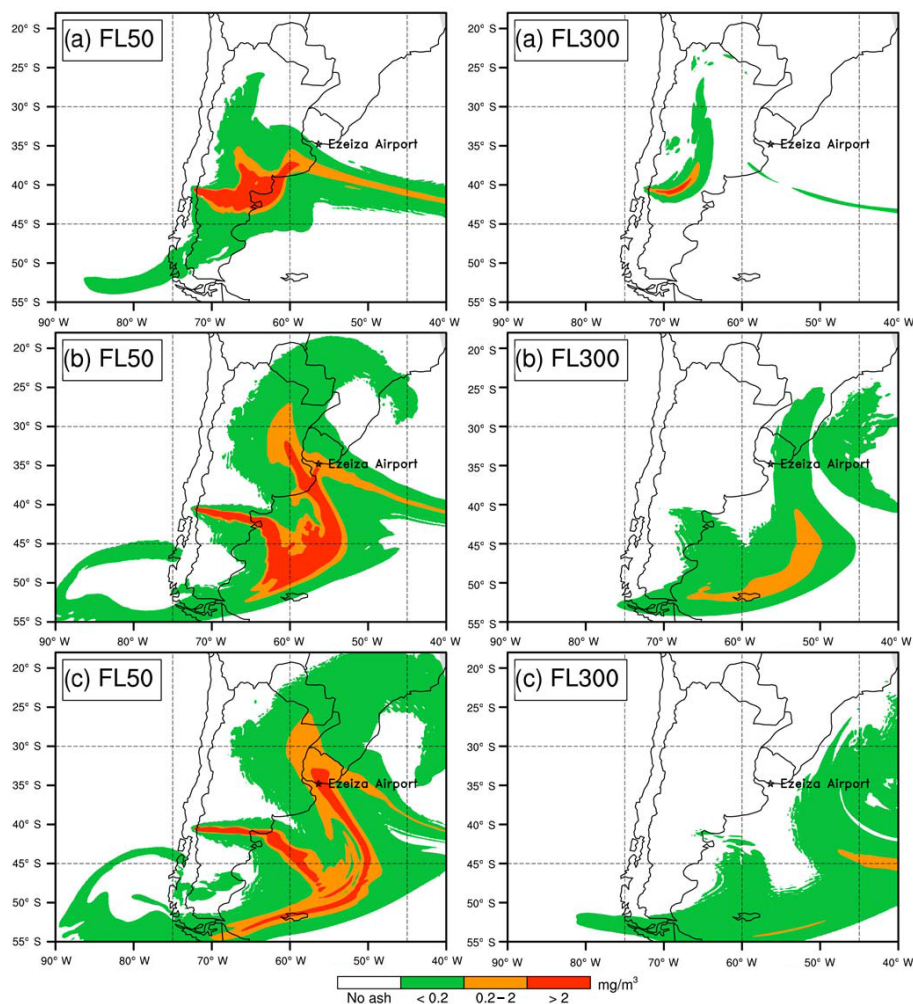 (a) FL50
20° S
25° S
30° S
35° S
40° S
45° S
50° S
55° S
90° W 80° W 70° W 60° W 50° W 40° W
Ezeiza Airport
(a) FL300
20° S
25° S
30° S
35° S
40° S
45° S
50° S
55° S
90° W 80° W 70° W 60° W 50° W 40° W
Ezeiza Airport
(b) FL50
20° S
25° S
30° S
35° S
40° S
45° S
50° S
55° S
90° W 80° W 70° W 60° W 50° W 40° W
Ezeiza Airport
(b) FL300
20° S
25° S
30° S
35° S
40° S
45° S
50° S
55° S
90° W 80° W 70° W 60° W 50° W 40° W
Ezeiza Airport
(c) FL50
20° S
25° S
30° S
35° S
40° S
45° S
50° S
55° S
90° W 80° W 70° W 60° W 50° W 40° W
Ezeiza Airport
(c) FL300
20° S
25° S
30° S
35° S
40° S
45° S
50° S
55° S
90° W 80° W 70° W 60° W 50° W 40° W
Ezeiza Airport
No ash < 0.2 0.2−2 > 2 mg/m³